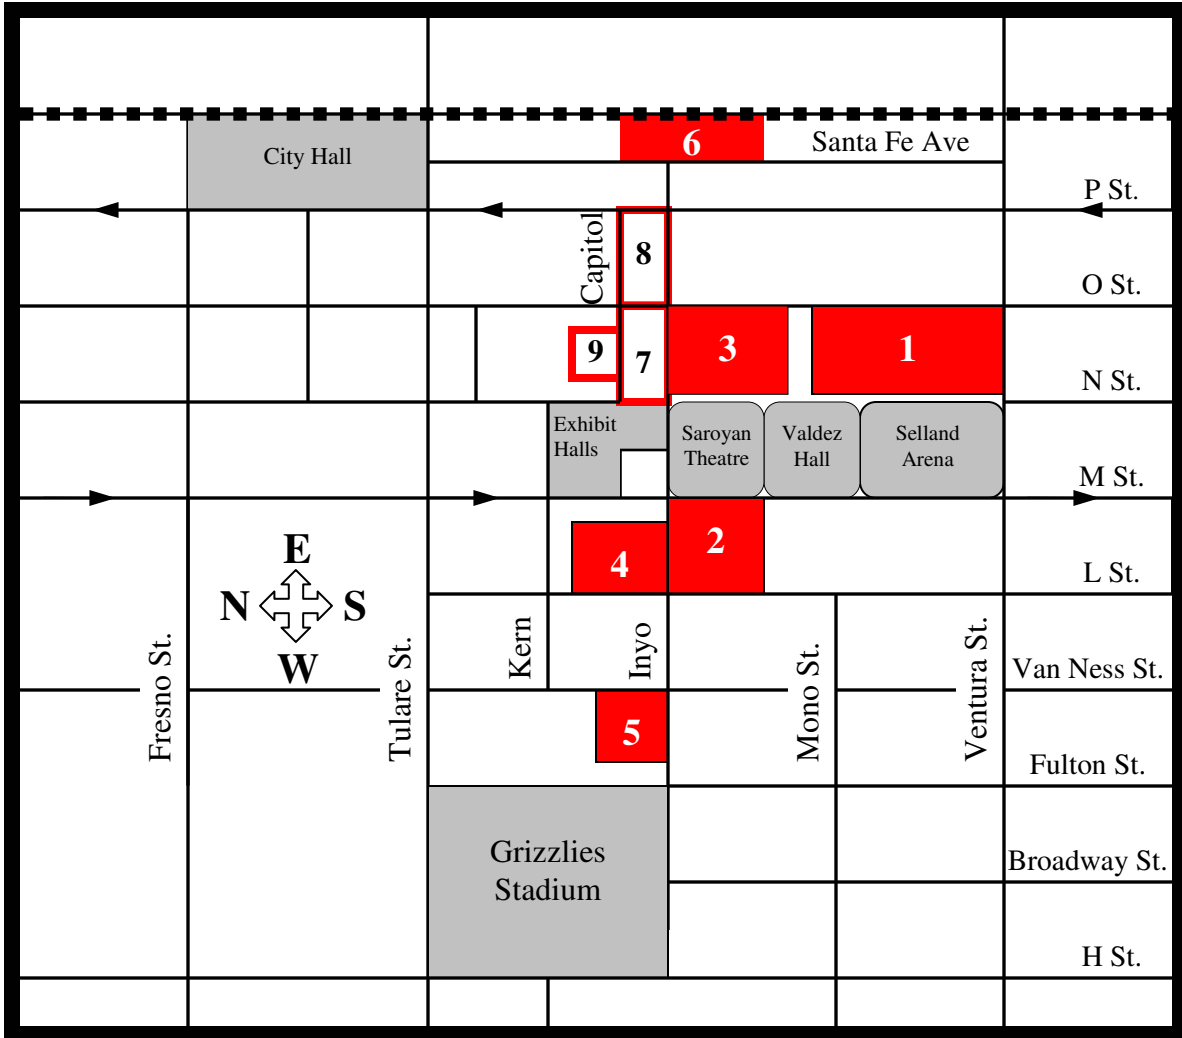 City Hall
6
Santa Fe Ave
P St.
Capitol
8
O St.
9
7
3
1
N St.
Exhibit
Halls
Saroyan
Theatre
Valdez
Hall
Selland
Arena
M St.
E
N
S
W
4
2
L St.
Fresno St.
Tulare St.
Kern
Inyo
Mono St.
Ventura St.
Van Ness St.
5
Fulton St.
Grizzlies
Stadium
Broadway St.
H St.